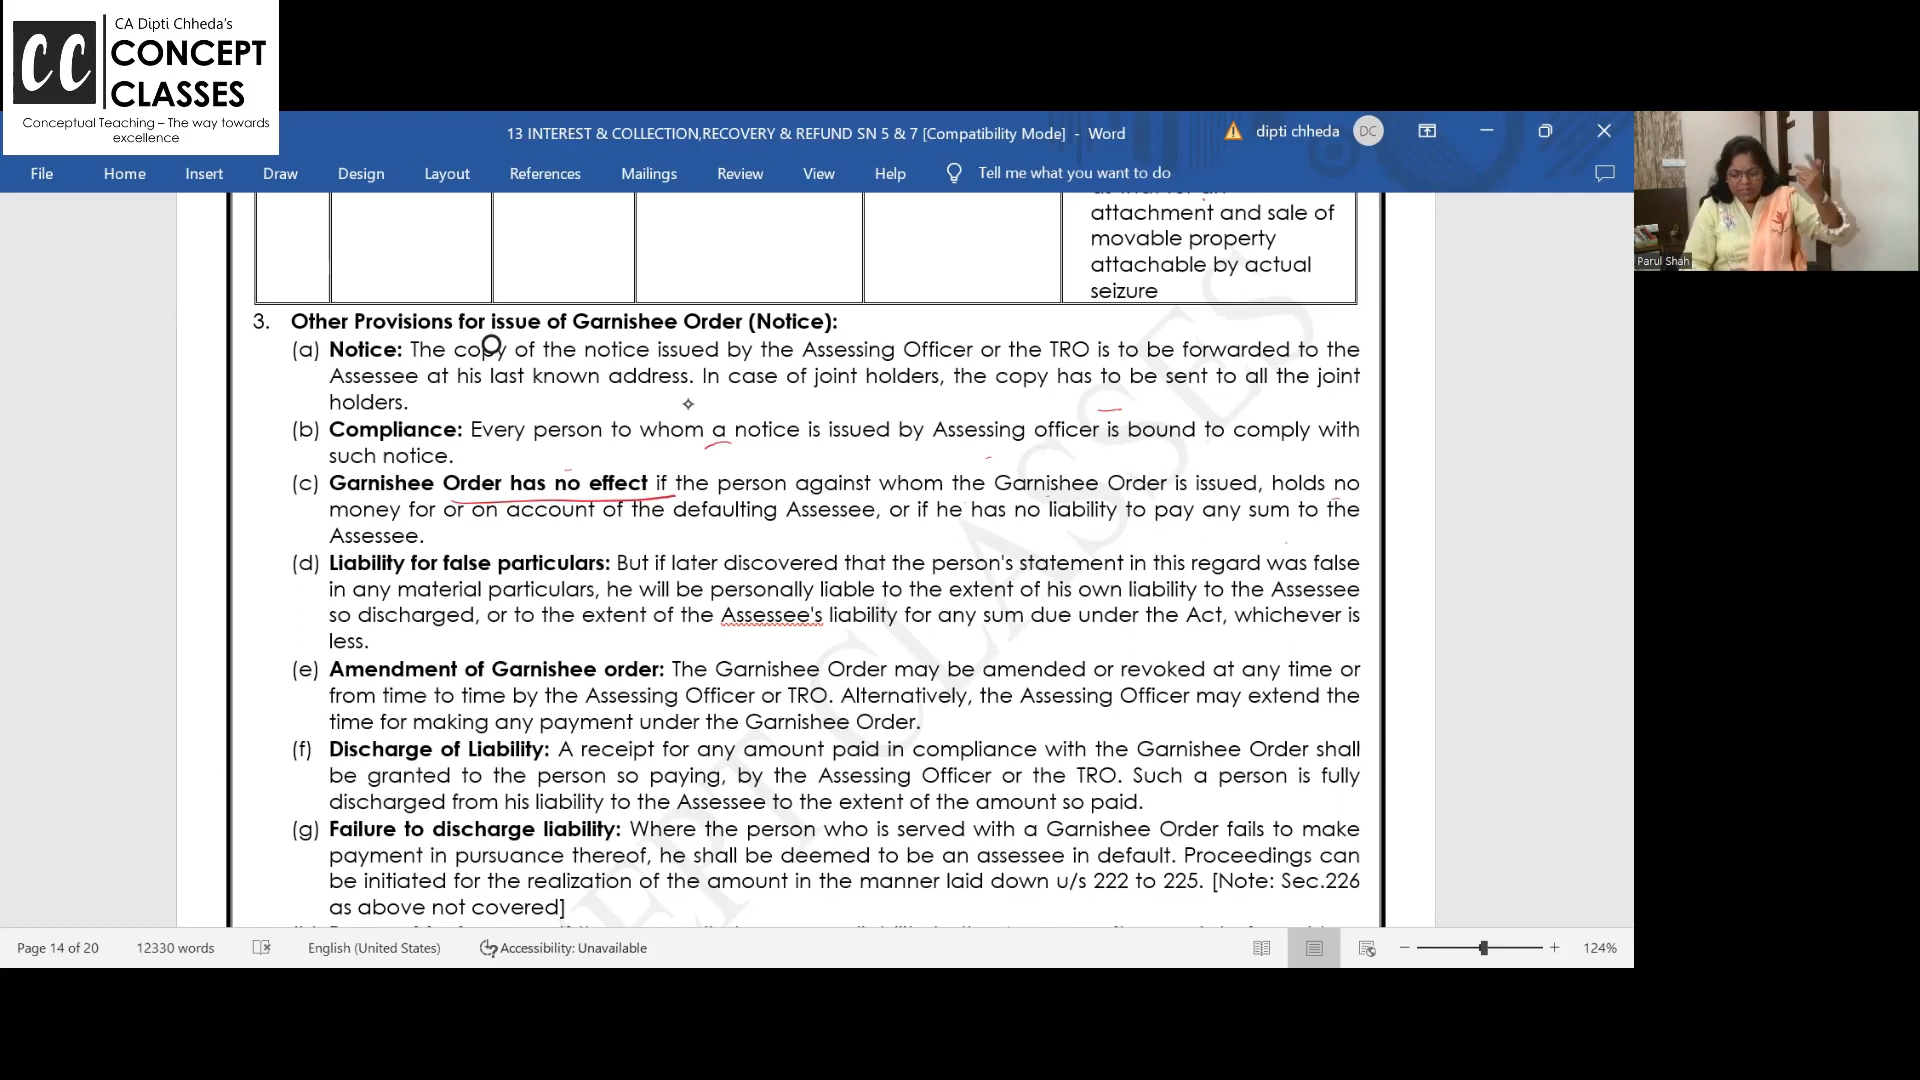 CC
CA Dipti Chheda's
CONCEPT
CLASSES
Conceptual Teaching – The way towards
excellence
13 INTEREST & COLLECTION,RECOVERY & REFUND SN 5 & 7 [Compatibility Mode] - Word
dipti chheda
DC
File Home Insert Draw Design Layout References Mailings Review View Help Tell me what you want to do
attachment and sale of
movable property
attachable by actual
seizure
Parul Shah
3. Other Provisions for issue of Garnishee Order (Notice):
(a) Notice: The copy of the notice issued by the Assessing Officer or the TRO is to be forwarded to the
Assessee at his last known address. In case of joint holders, the copy has to be sent to all the joint
holders.
(b) Compliance: Every person to whom a notice is issued by Assessing officer is bound to comply with
such notice.
(c) Garnishee Order has no effect if the person against whom the Garnishee Order is issued, holds no
money for or on account of the defaulting Assessee, or if he has no liability to pay any sum to the
Assessee.
(d) Liability for false particulars: But if later discovered that the person's statement in this regard was false
in any material particulars, he will be personally liable to the extent of his own liability to the Assessee
so discharged, or to the extent of the Assessee's liability for any sum due under the Act, whichever is
less.
(e) Amendment of Garnishee order: The Garnishee Order may be amended or revoked at any time or
from time to time by the Assessing Officer or TRO. Alternatively, the Assessing Officer may extend the
time for making any payment under the Garnishee Order.
(f) Discharge of Liability: A receipt for any amount paid in compliance with the Garnishee Order shall
be granted to the person so paying, by the Assessing Officer or the TRO. Such a person is fully
discharged from his liability to the Assessee to the extent of the amount so paid.
(g) Failure to discharge liability: Where the person who is served with a Garnishee Order fails to make
payment in pursuance thereof, he shall be deemed to be an assessee in default. Proceedings can
be initiated for the realization of the amount in the manner laid down u/s 222 to 225. [Note: Sec.226
as above not covered]
EPT CLASSES
Page 14 of 20 12330 words English (United States) Accessibility: Unavailable 124%